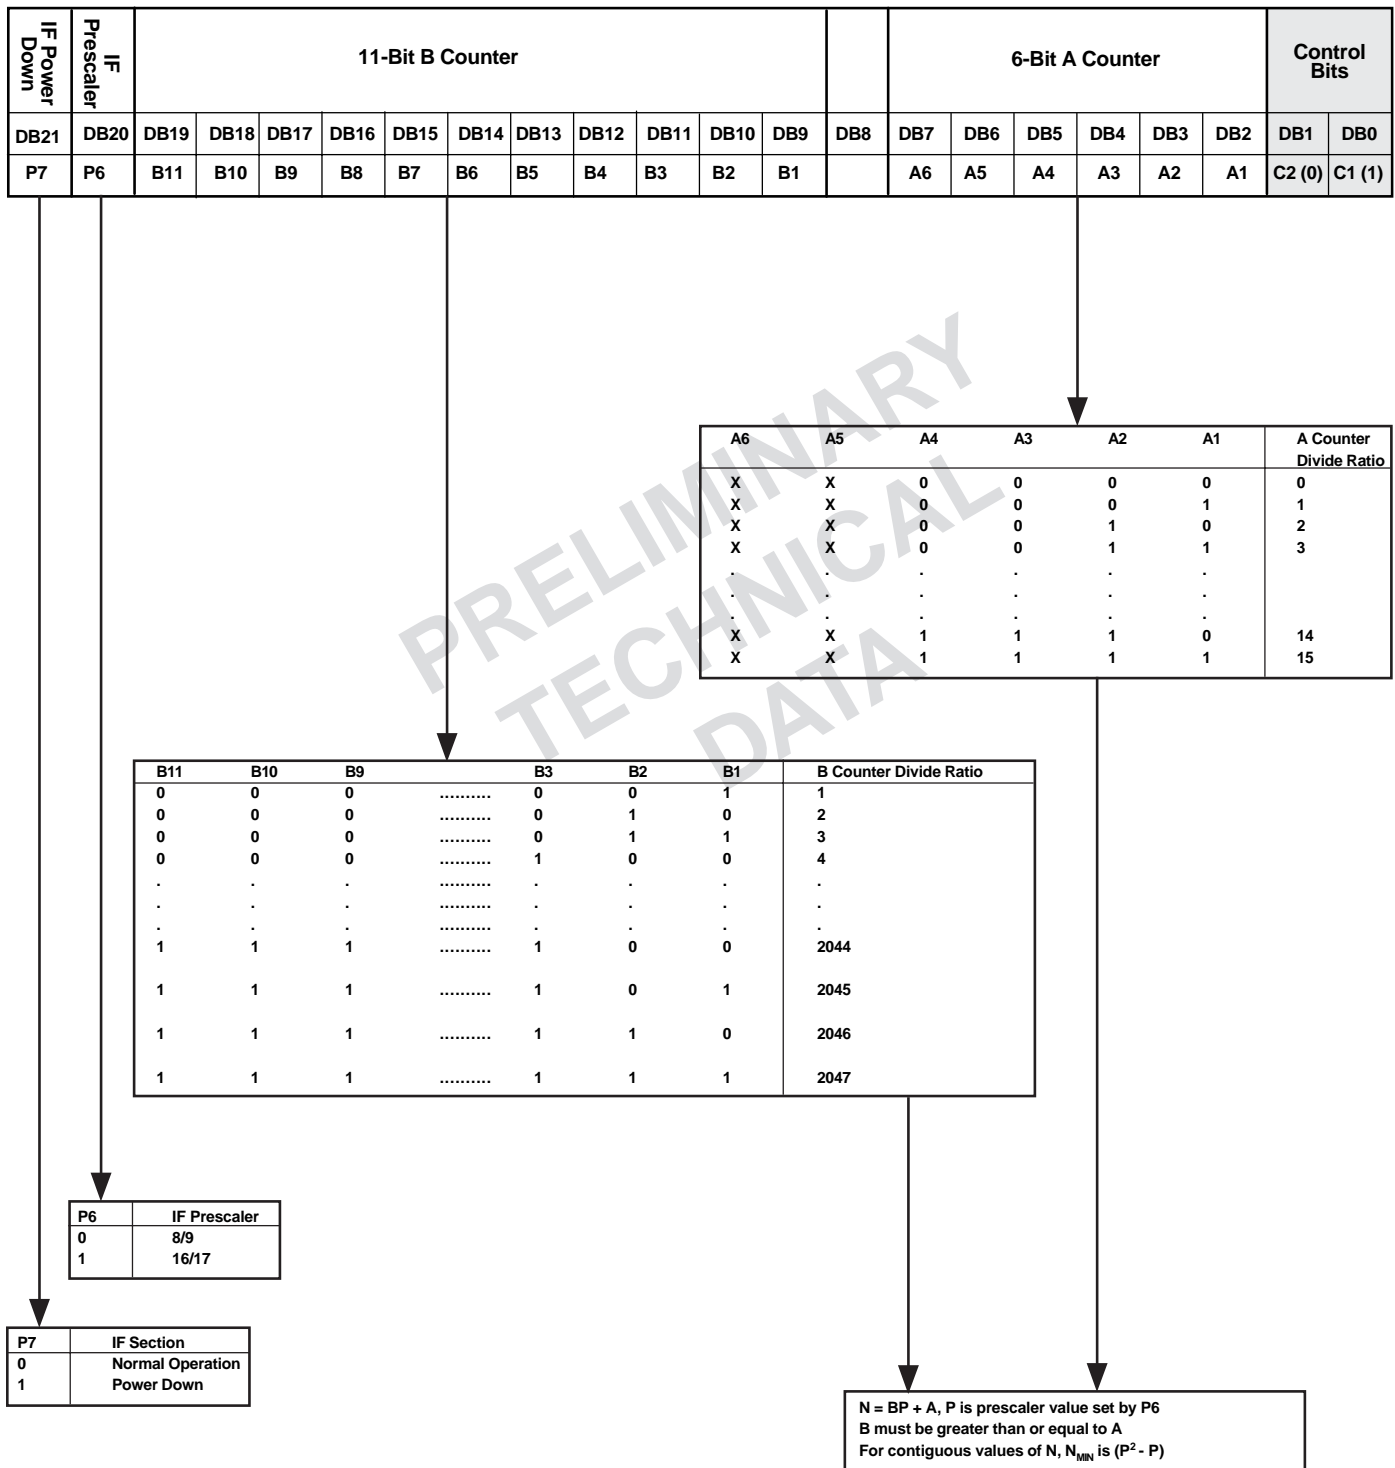 IF Power Down IF Prescaler 11-Bit B Counter 6-Bit A Counter Control Bits
DB21 DB20 DB19 DB18 DB17 DB16 DB15 DB14 DB13 DB12 DB11 DB10 DB9 DB8 DB7 DB6 DB5 DB4 DB3 DB2 DB1 DB0
P7 P6 B11 B10 B9 B8 B7 B6 B5 B4 B3 B2 B1 A6 A5 A4 A3 A2 A1 C2 (0) C1 (1)
PRELIMINARY
TECHNICAL
DATA
A6 A5 A4 A3 A2 A1 A Counter
Divide Ratio
X X 0 0 0 0 0
X X 0 0 0 1 1
X X 0 0 1 0 2
X X 0 0 1 1 3
. . . . . .
. . . . . .
. . . . . .
X X 1 1 1 0 14
X X 1 1 1 1 15
B11 B10 B9 B3 B2 B1 B Counter Divide Ratio
0 0 0 .......... 0 0 1 1
0 0 0 .......... 0 1 0 2
0 0 0 .......... 0 1 1 3
0 0 0 .......... 1 0 0 4
. . . .......... . . . .
. . . .......... . . . .
. . . .......... . . . .
1 1 1 .......... 1 0 0 2044
1 1 1 .......... 1 0 1 2045
1 1 1 .......... 1 1 0 2046
1 1 1 .......... 1 1 1 2047
P6 IF Prescaler
0 8/9
1 16/17
P7 IF Section
0 Normal Operation
1 Power Down
N = BP + A, P is prescaler value set by P6
B must be greater than or equal to A
For contiguous values of N, N_MIN is (P² - P)